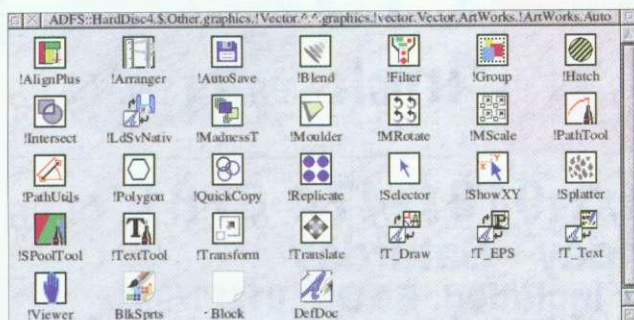 ADFS::HardDisc4.$.Other.graphics.!Vector.^.^.graphics.!vector.Vector.ArtWorks.!ArtWorks.Auto
!AlignPlus !Arranger !AutoSave !Blend !Filter !Group !Hatch
!Intersect !LdSvNativ !MadnessT !Moulder !MRotate !MScale !PathTool
!PathUtils !Polygon !QuickCopy !Replicate !Selector !ShowXY !Splatter
!SPoolTool !TextTool !Transform !Translate !T_Draw !T_EPS !T_Text
!Viewer BlkSprts Block DefDoc